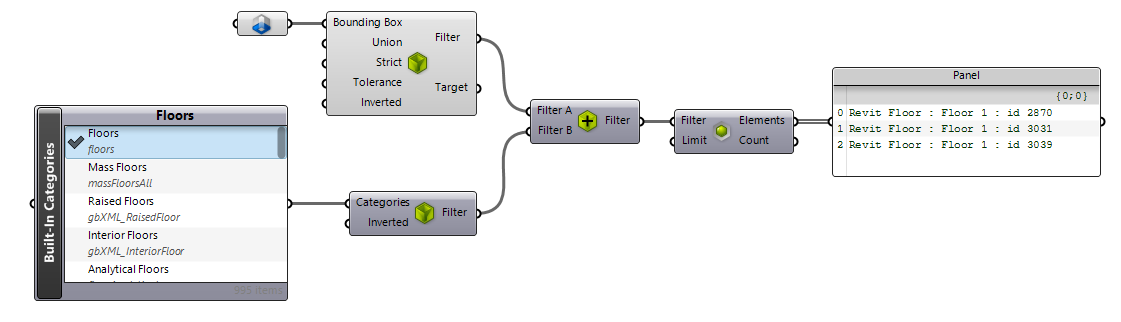 Bounding Box
Union
Strict
Tolerance
Inverted
Filter
Target
Built-In Categories
Floors
Floors
floors
Mass Floors
massFloorsAll
Raised Floors
gbXML_RaisedFloor
Interior Floors
gbXML_InteriorFloor
Analytical Floors
995 items
Categories
Inverted
Filter
Filter A
Filter B
Filter
Filter
Limit
Elements
Count
Panel
{0;0}
0 Revit Floor : Floor 1 : id 2870
1 Revit Floor : Floor 1 : id 3031
2 Revit Floor : Floor 1 : id 3039